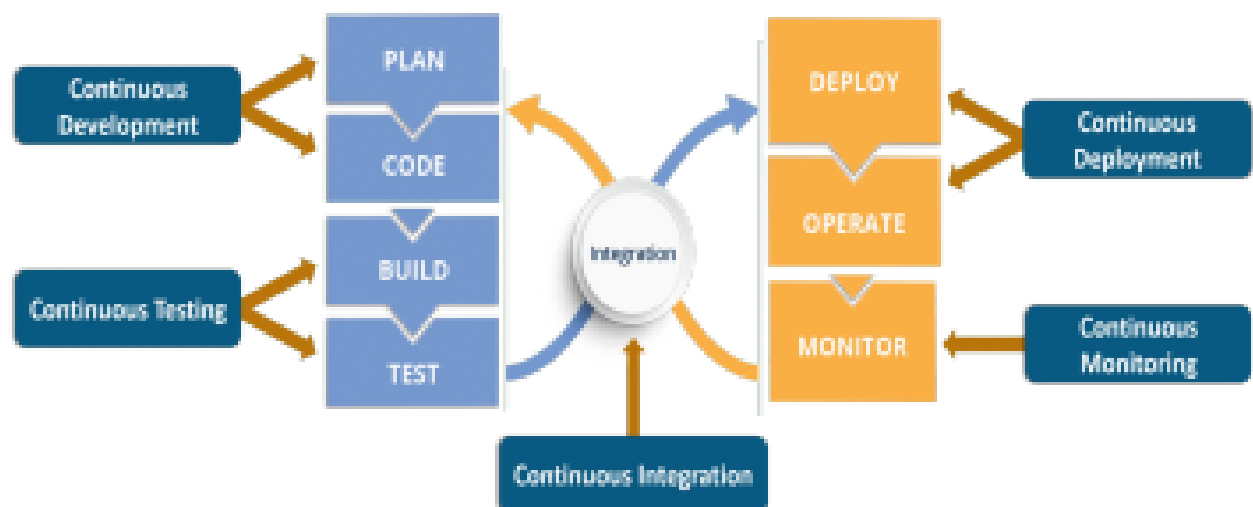 Continuous
Development
Continuous Testing
PLAN
CODE
BUILD
TEST
Integration
Continuous Integration
DEPLOY
OPERATE
MONITOR
Continuous
Deployment
Continuous
Monitoring